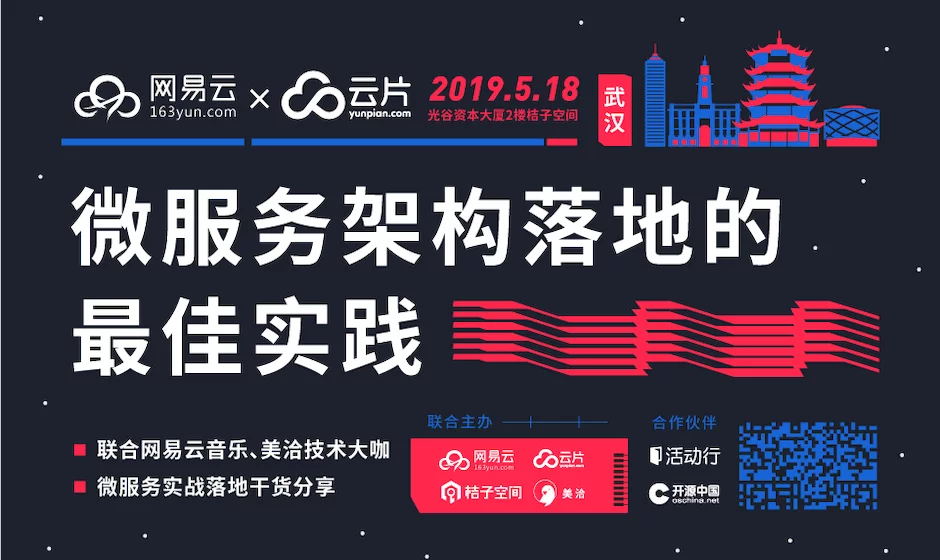 网易云
163yun.com
×
云片
yunpian.com
2019.5.18
光谷资本大厦2楼桔子空间
武汉
微服务架构落地的
最佳实践
联合网易云音乐、美洽技术大咖
微服务实战落地干货分享
联合主办
网易云
163yun.com
云片
yunpian.com
桔子空间
美洽
合作伙伴
活动行
开源中国
oschina.net